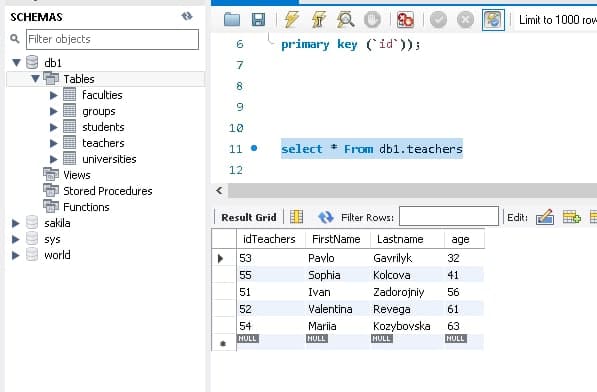 SCHEMAS
Filter objects
db1
Tables
faculties
groups
students
teachers
universities
Views
Stored Procedures
Functions
sakila
sys
world
Limit to 1000 row
6 primary key (`id`));
7
8
9
10
11 select * From db1.teachers
12
Result Grid Filter Rows: Edit:
idTeachers FirstName Lastname age
53 Pavlo Gavrilyk 32
55 Sophia Kolcova 41
51 Ivan Zadorojniy 56
52 Valentina Revega 61
54 Mariia Kozybovska 63
NULL NULL NULL NULL